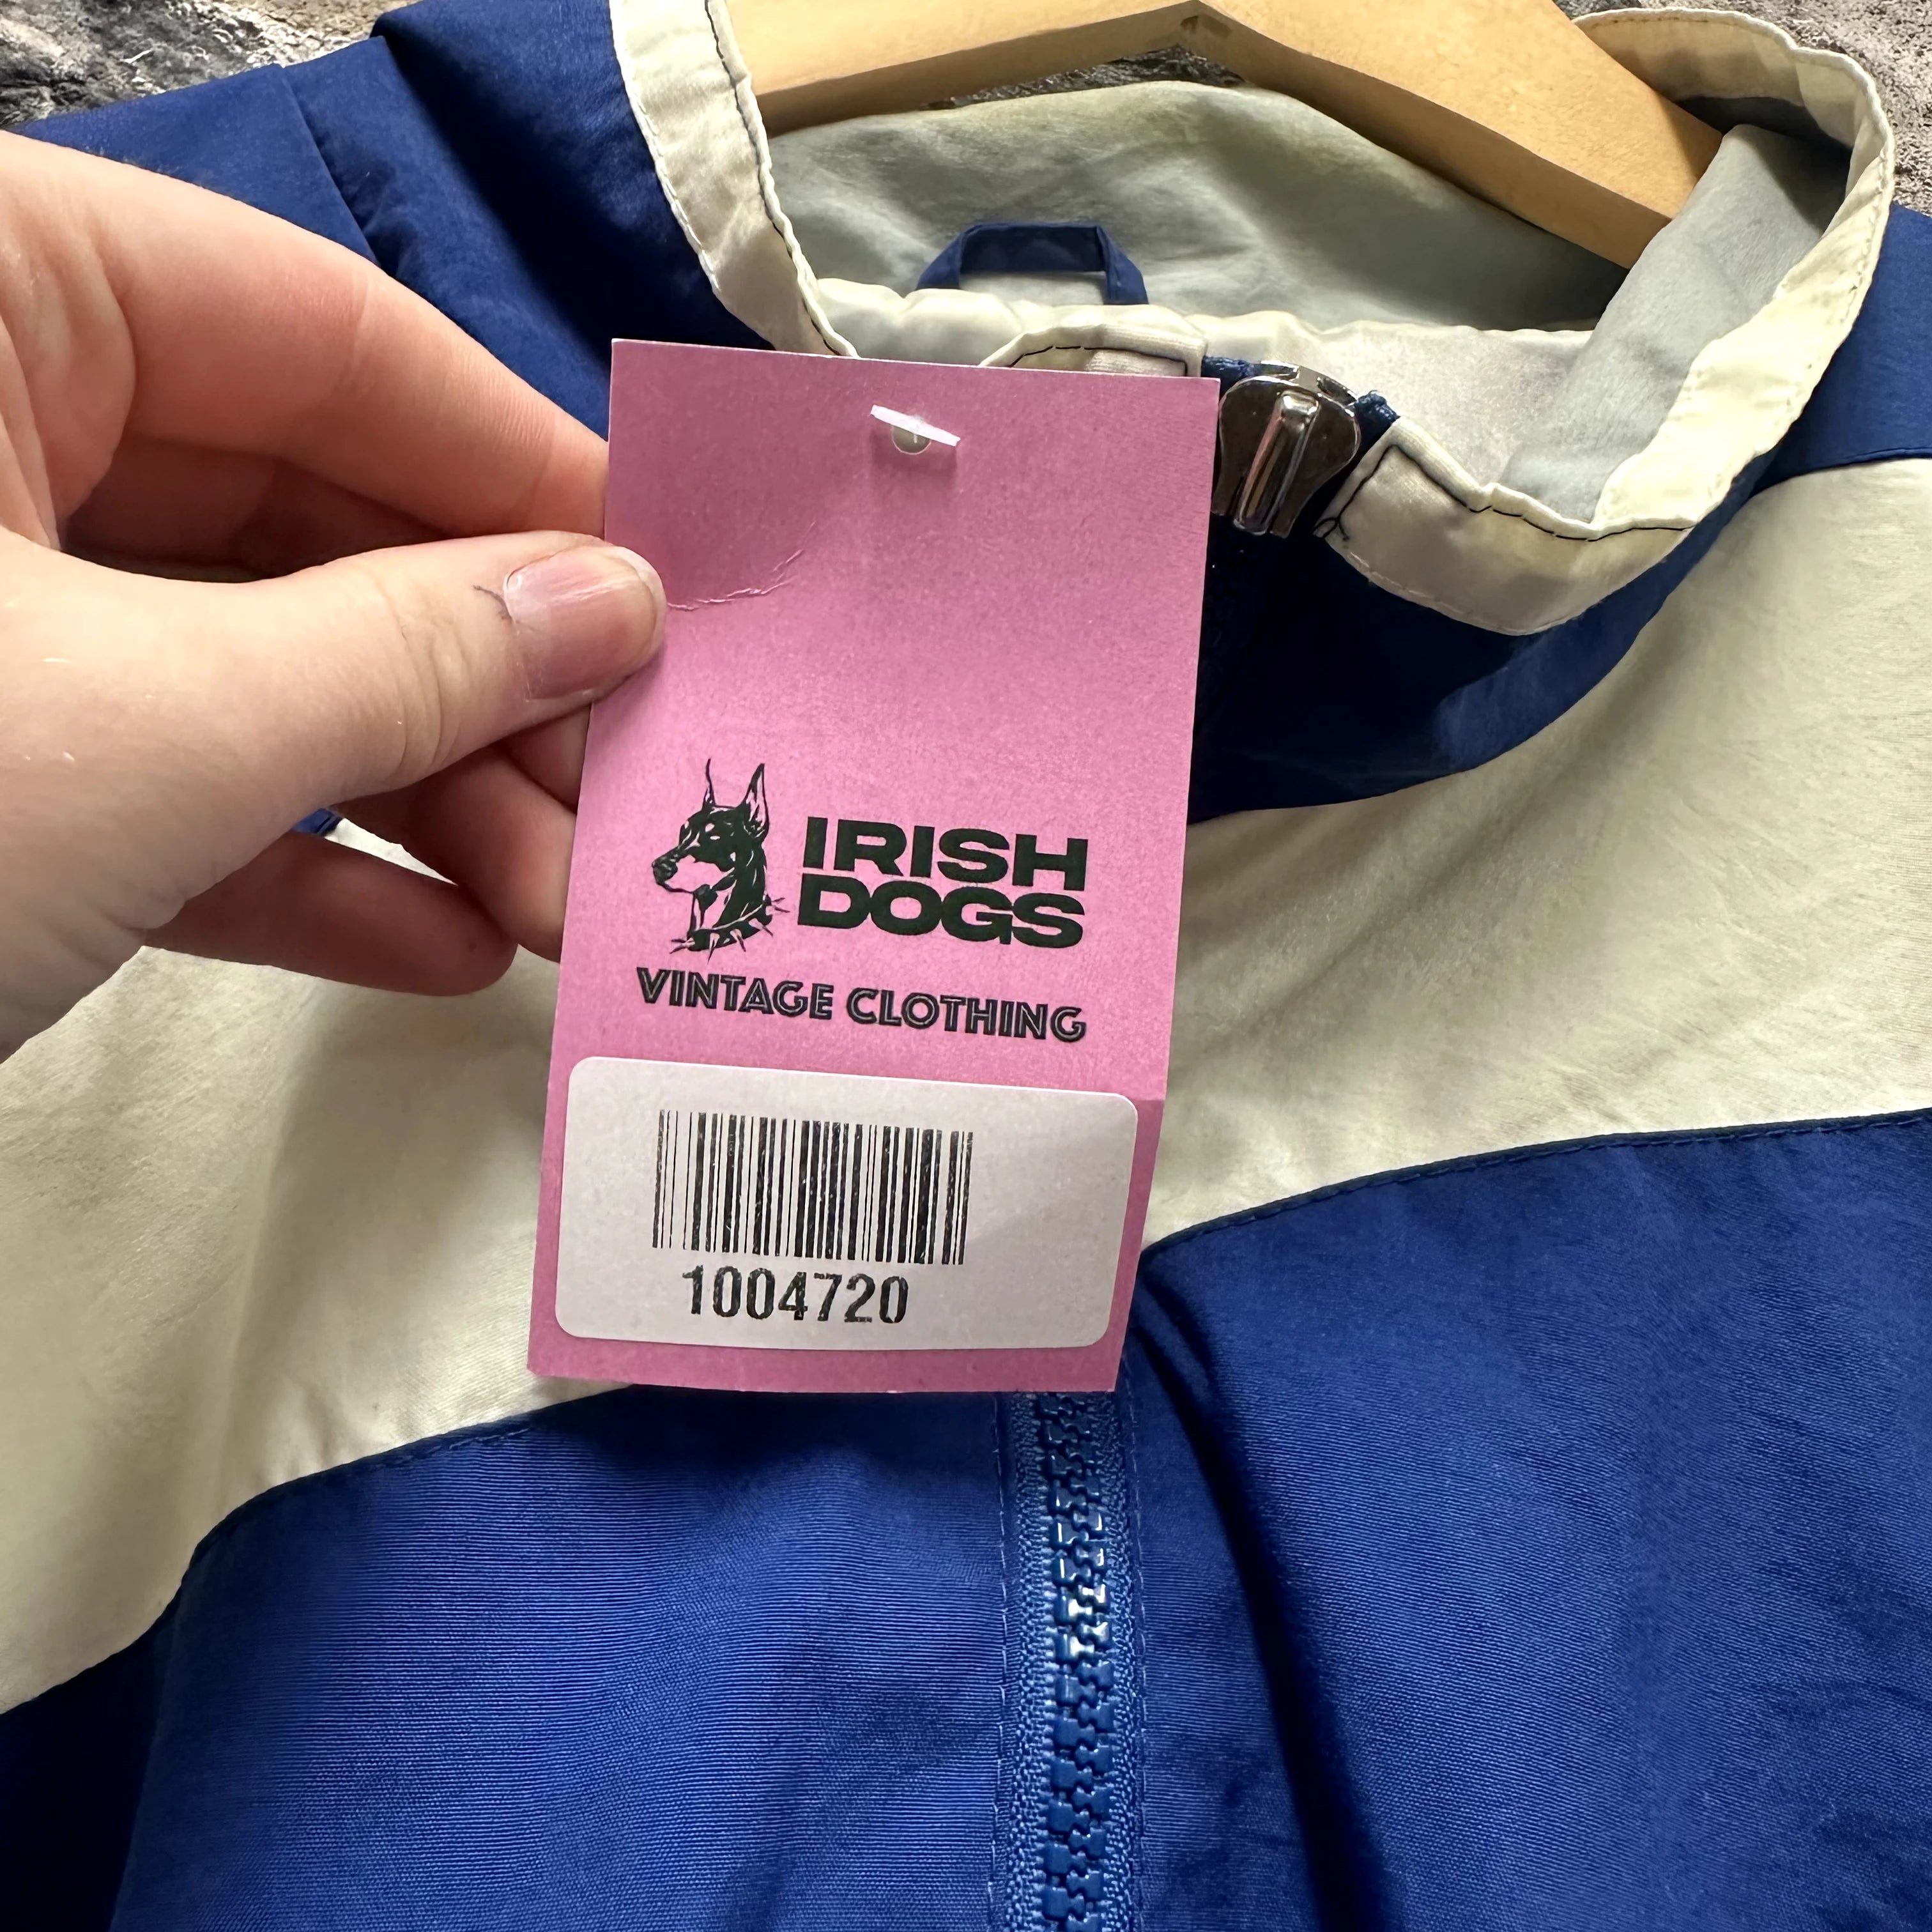 IRISH
DOGS
VINTAGE CLOTHING
1004720